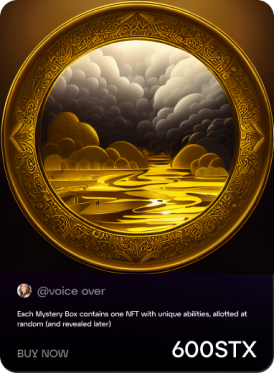 @voice over
Each Mystery Box contains one NFT with unique abilities, allotted at
random (and revealed later)
BUY NOW
600STX